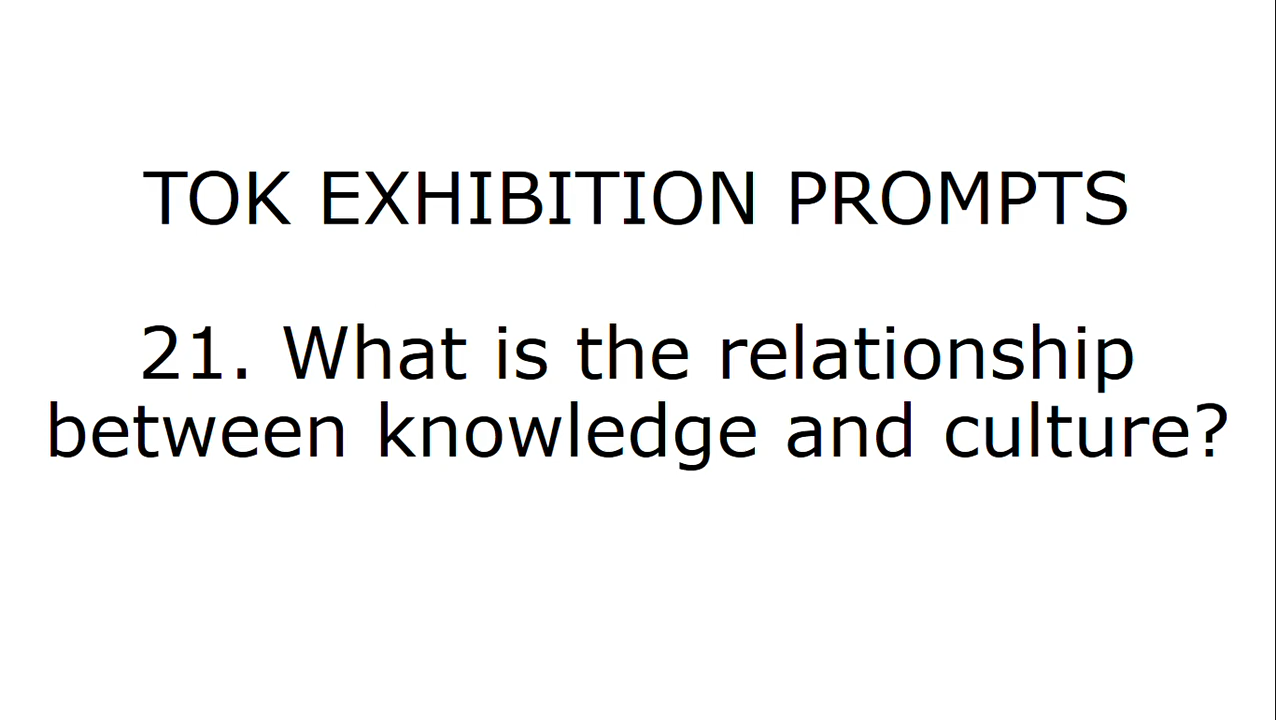 TOK EXHIBITION PROMPTS
21. What is the relationship
between knowledge and culture?